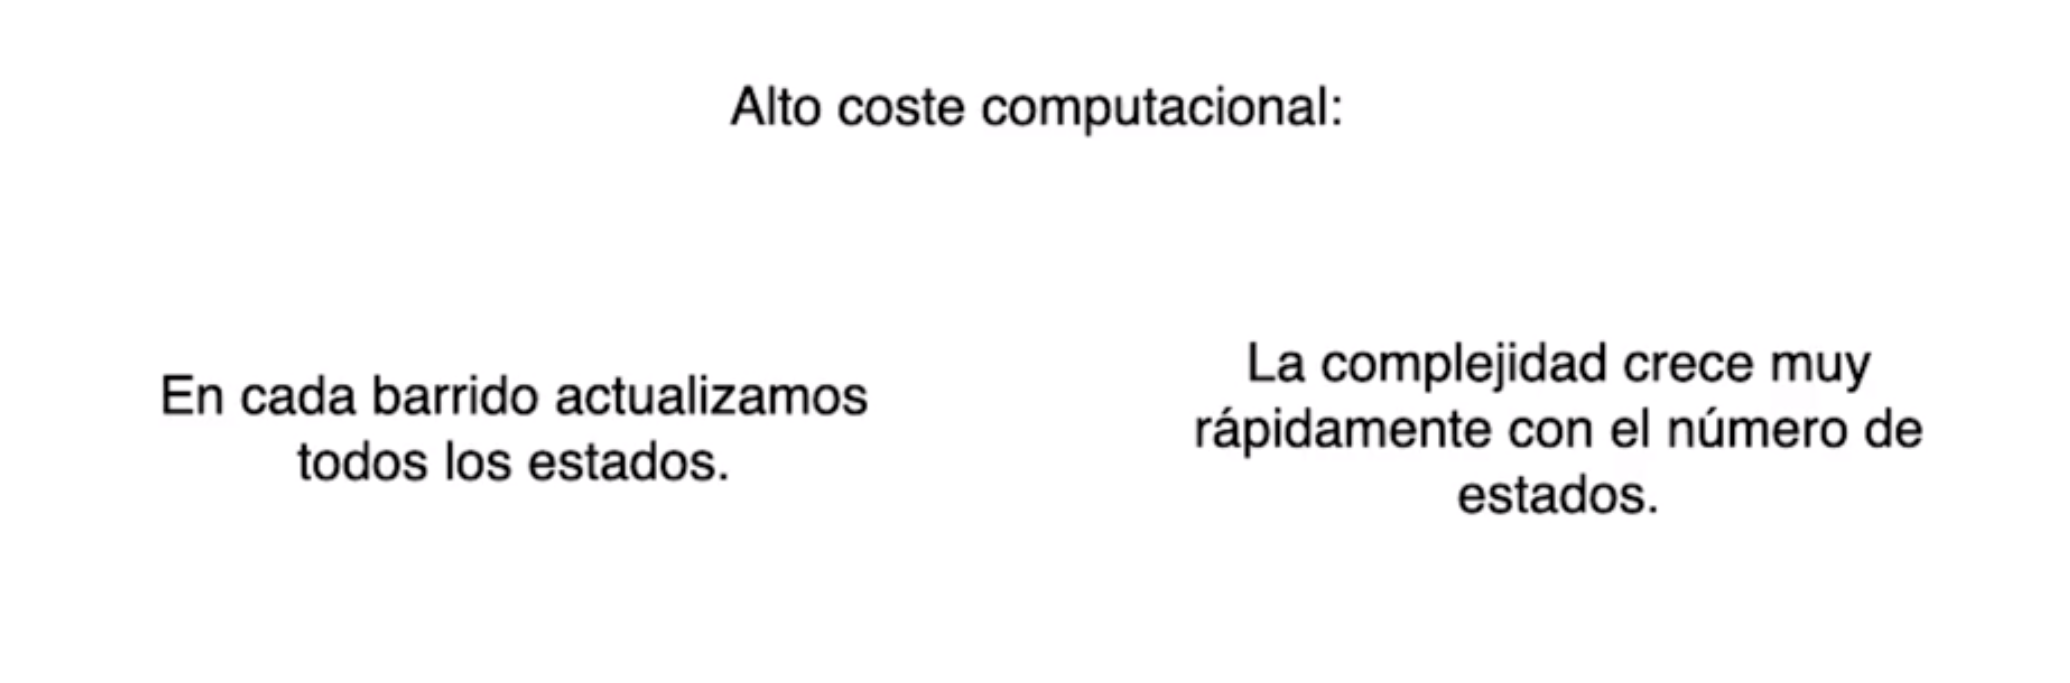 Alto coste computacional:
En cada barrido actualizamos
todos los estados.
La complejidad crece muy
rápidamente con el número de
estados.